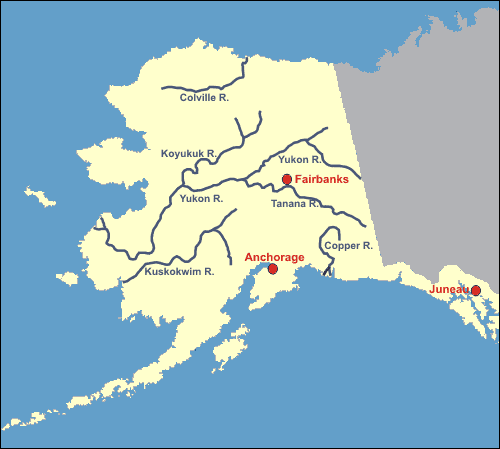 Colville R.
Koyukuk R.
Yukon R.
Fairbanks
Yukon R.
Tanana R.
Copper R.
Anchorage
Kuskokwim R.
Juneau